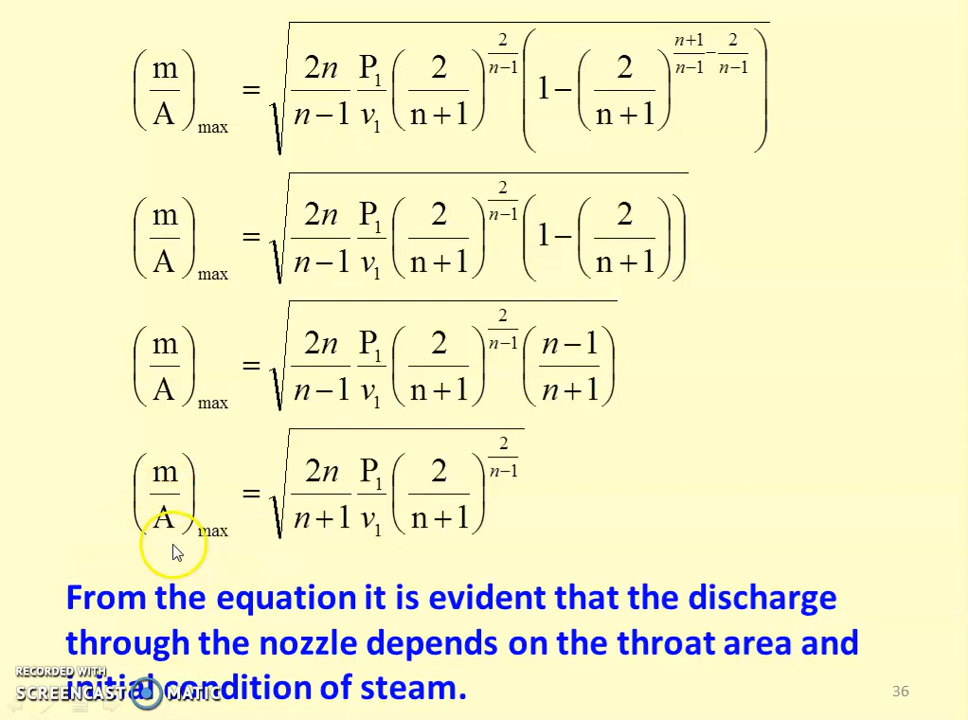 (m/A)max = √(2n/(n−1) P1/v1 (2/(n+1))^(2/(n−1)) (1−(2/(n+1))^((n+1)/(n−1)−2/(n−1))))
(m/A)max = √(2n/(n−1) P1/v1 (2/(n+1))^(2/(n−1)) (1−(2/(n+1))))
(m/A)max = √(2n/(n−1) P1/v1 (2/(n+1))^(2/(n−1)) ((n−1)/(n+1)))
(m/A)max = √(2n/(n+1) P1/v1 (2/(n+1))^(2/(n−1)))
From the equation it is evident that the discharge
through the nozzle depends on the throat area and
initial condition of steam.
RECORDED WITH
SCREENCAST MATIC
36